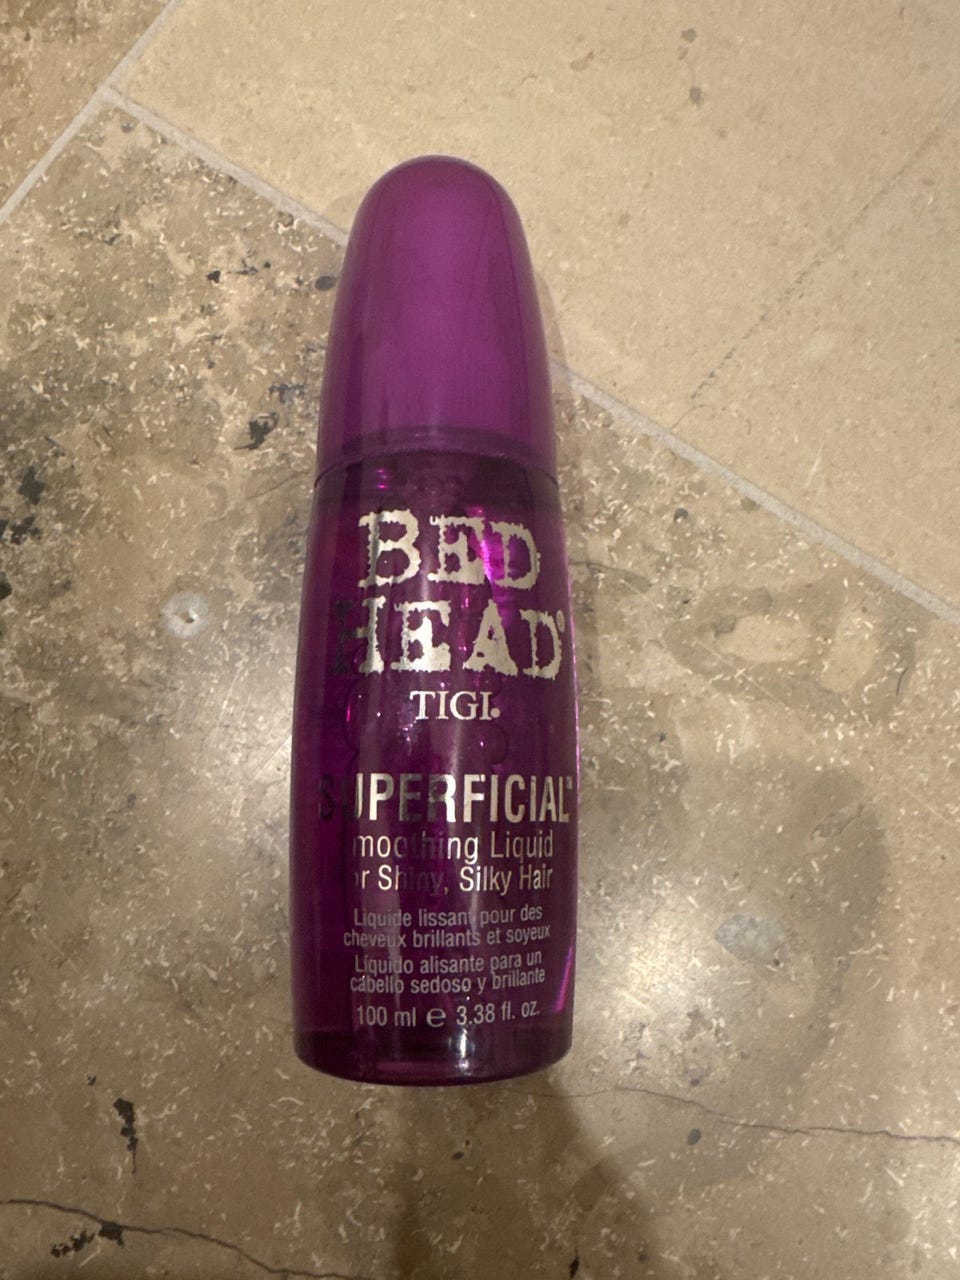 BED
HEAD®
TIGI®
SUPERFICIAL™
moothing Liquid
or Shiny, Silky Hair
Liquide lissant pour des
cheveux brillants et soyeux
Líquido alisante para un
cabello sedoso y brillante
100 ml ℮ 3.38 fl. oz.